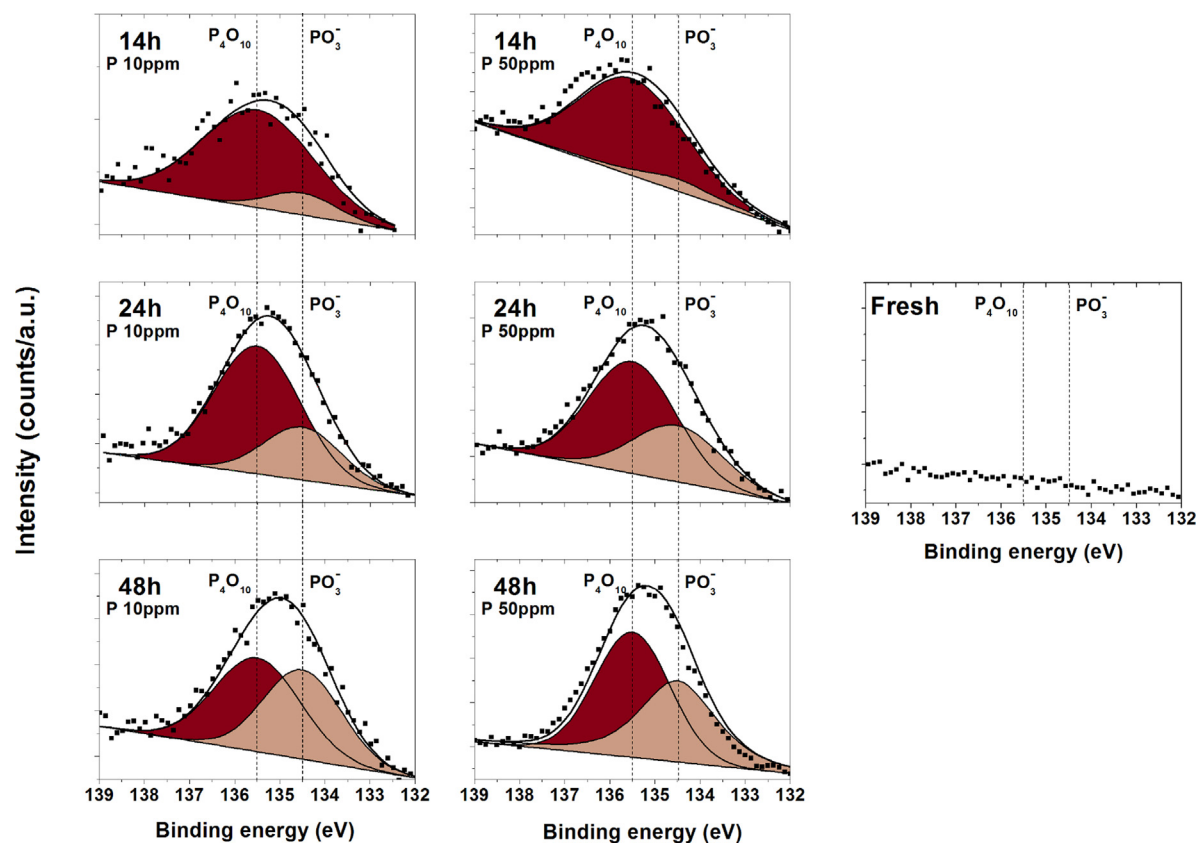 Intensity (counts/a.u.)
14h
P 10ppm
P₄O₁₀
PO₃⁻
14h
P 50ppm
P₄O₁₀
PO₃⁻
24h
P 10ppm
P₄O₁₀
PO₃⁻
24h
P 50ppm
P₄O₁₀
PO₃⁻
Fresh
P₄O₁₀
PO₃⁻
139 138 137 136 135 134 133 132
Binding energy (eV)
48h
P 10ppm
P₄O₁₀
PO₃⁻
48h
P 50ppm
P₄O₁₀
PO₃⁻
139 138 137 136 135 134 133 132
139 138 137 136 135 134 133 132
Binding energy (eV)
Binding energy (eV)